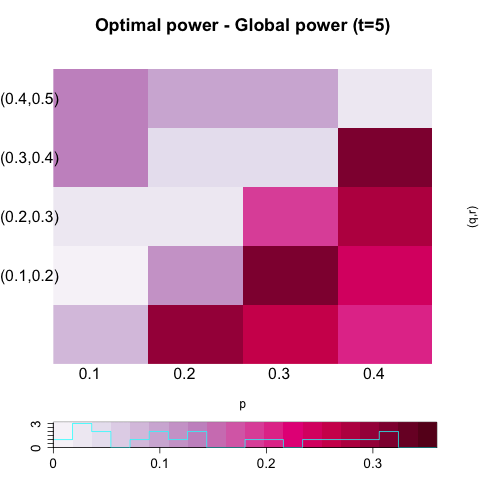 Optimal power - Global power (t=5)
(0.4,0.5)
(0.3,0.4)
(0.2,0.3)
(0.1,0.2)
(r,q)
0.1 0.2 0.3 0.4
p
3
0
0 0.1 0.2 0.3